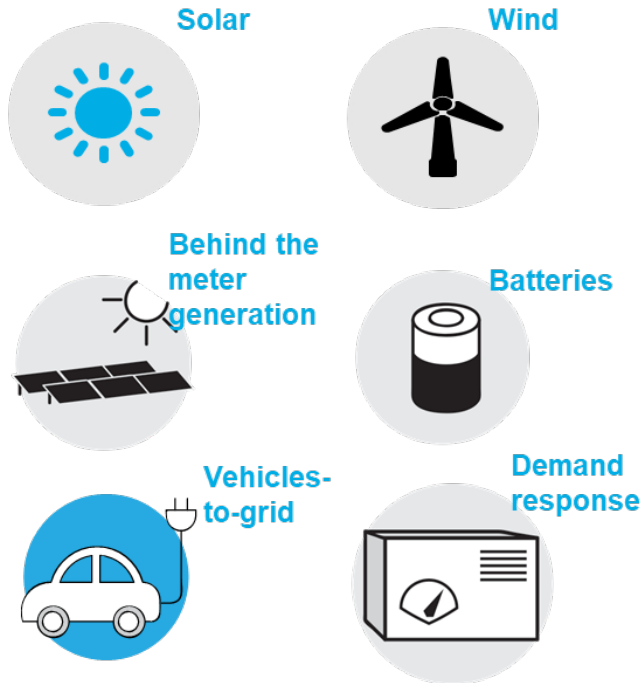 Solar
Wind
Behind the
meter
generation
Batteries
Vehicles-
to-grid
Demand
response